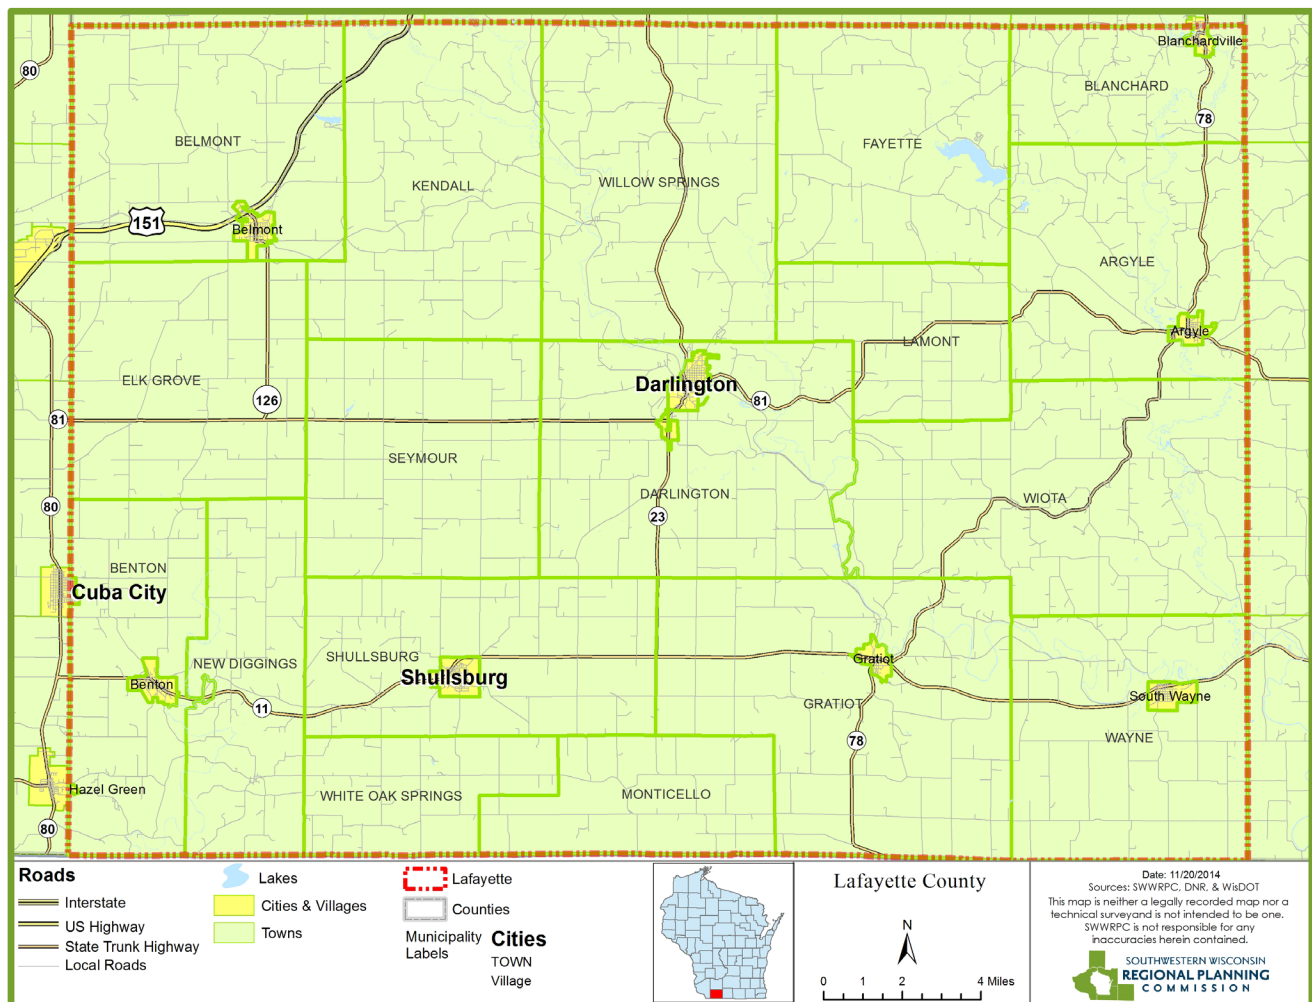 Blanchardville
80
BLANCHARD
78
BELMONT
FAYETTE
KENDALL
WILLOW SPRINGS
151
Belmont
ARGYLE
Argyle
LAMONT
ELK GROVE
Darlington
126
81
81
SEYMOUR
DARLINGTON
WIOTA
80
23
BENTON
Cuba City
NEW DIGGINGS
SHULLSBURG
Gratiot
Shullsburg
Benton
South Wayne
11
GRATIOT
78
WAYNE
Hazel Green
WHITE OAK SPRINGS
MONTICELLO
80
Roads
Interstate
US Highway
State Trunk Highway
Local Roads
Lakes
Cities & Villages
Towns
Lafayette
Counties
Municipality
Labels
Cities
TOWN
Village
Lafayette County
N
0 1 2 4 Miles
Date: 11/20/2014
Sources: SWWRPC, DNR, & WisDOT
This map is neither a legally recorded map nor a
technical surveyand is not intended to be one.
SWWRPC is not responsible for any
inaccuracies herein contained.
SOUTHWESTERN WISCONSIN
REGIONAL PLANNING
COMMISSION